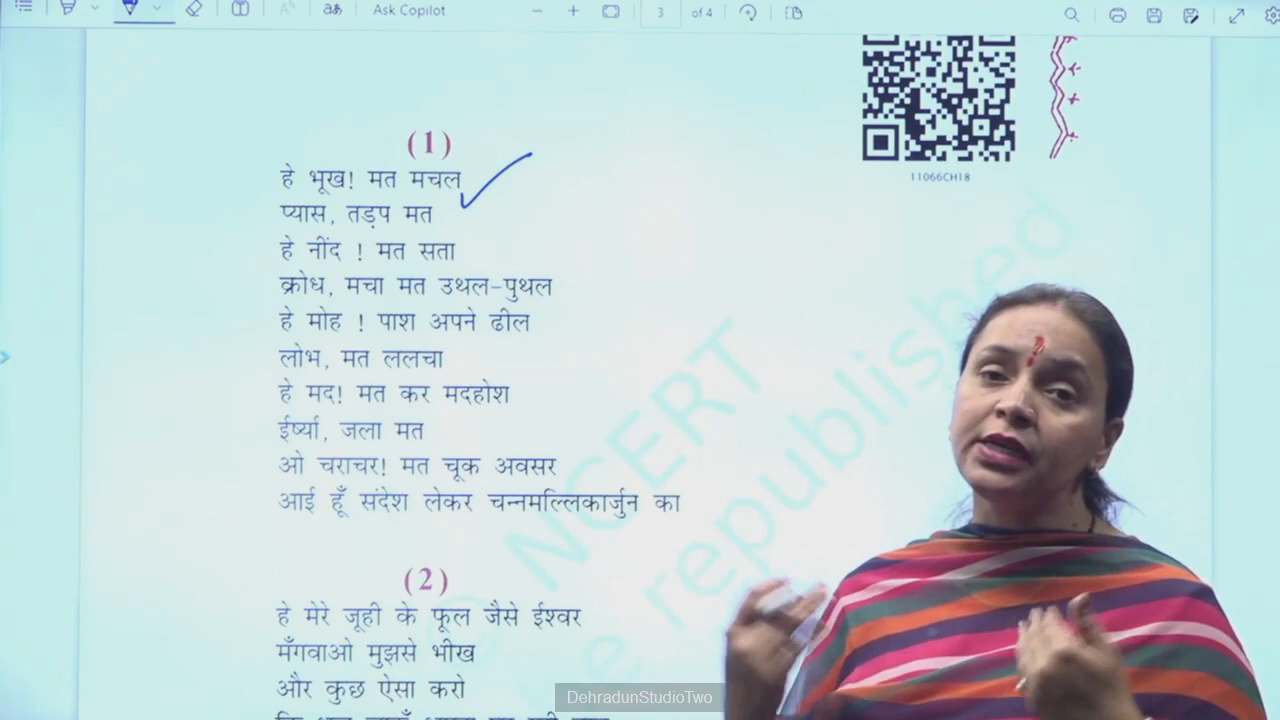 Ask Copilot
3 of 4
11066CH18
(1)
हे भूख! मत मचल
प्यास, तड़प मत
हे नींद ! मत सता
क्रोध, मचा मत उथल-पुथल
हे मोह ! पाश अपने ढील
लोभ, मत ललचा
हे मद! मत कर मदहोश
ईर्ष्या, जला मत
ओ चराचर! मत चूक अवसर
आई हूँ संदेश लेकर चन्नमल्लिकार्जुन का
(2)
हे मेरे जूही के फूल जैसे ईश्वर
मँगवाओ मुझसे भीख
और कुछ ऐसा करो
NCERT
republished
DehradunStudioTwo